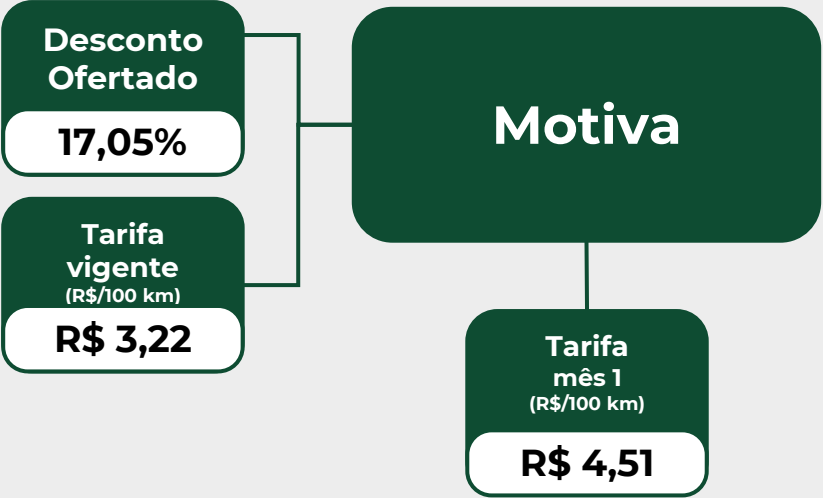 Desconto
Ofertado
17,05%
Motiva
Tarifa
vigente
(R$/100 km)
R$ 3,22
Tarifa
mês 1
(R$/100 km)
R$ 4,51